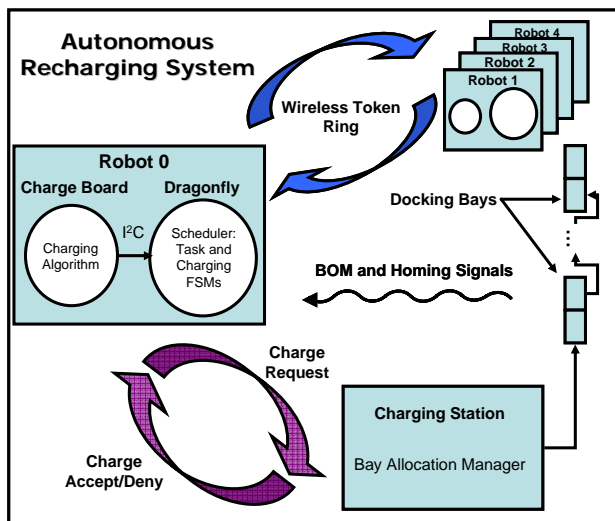 Autonomous
Recharging System
Robot 4
Robot 3
Robot 2
Robot 1
Wireless Token
Ring
Robot 0
Charge Board
Dragonfly
I²C
Charging
Algorithm
Scheduler:
Task and
Charging
FSMs
Docking Bays
...
BOM and Homing Signals
Charge
Request
Charge
Accept/Deny
Charging Station
Bay Allocation Manager